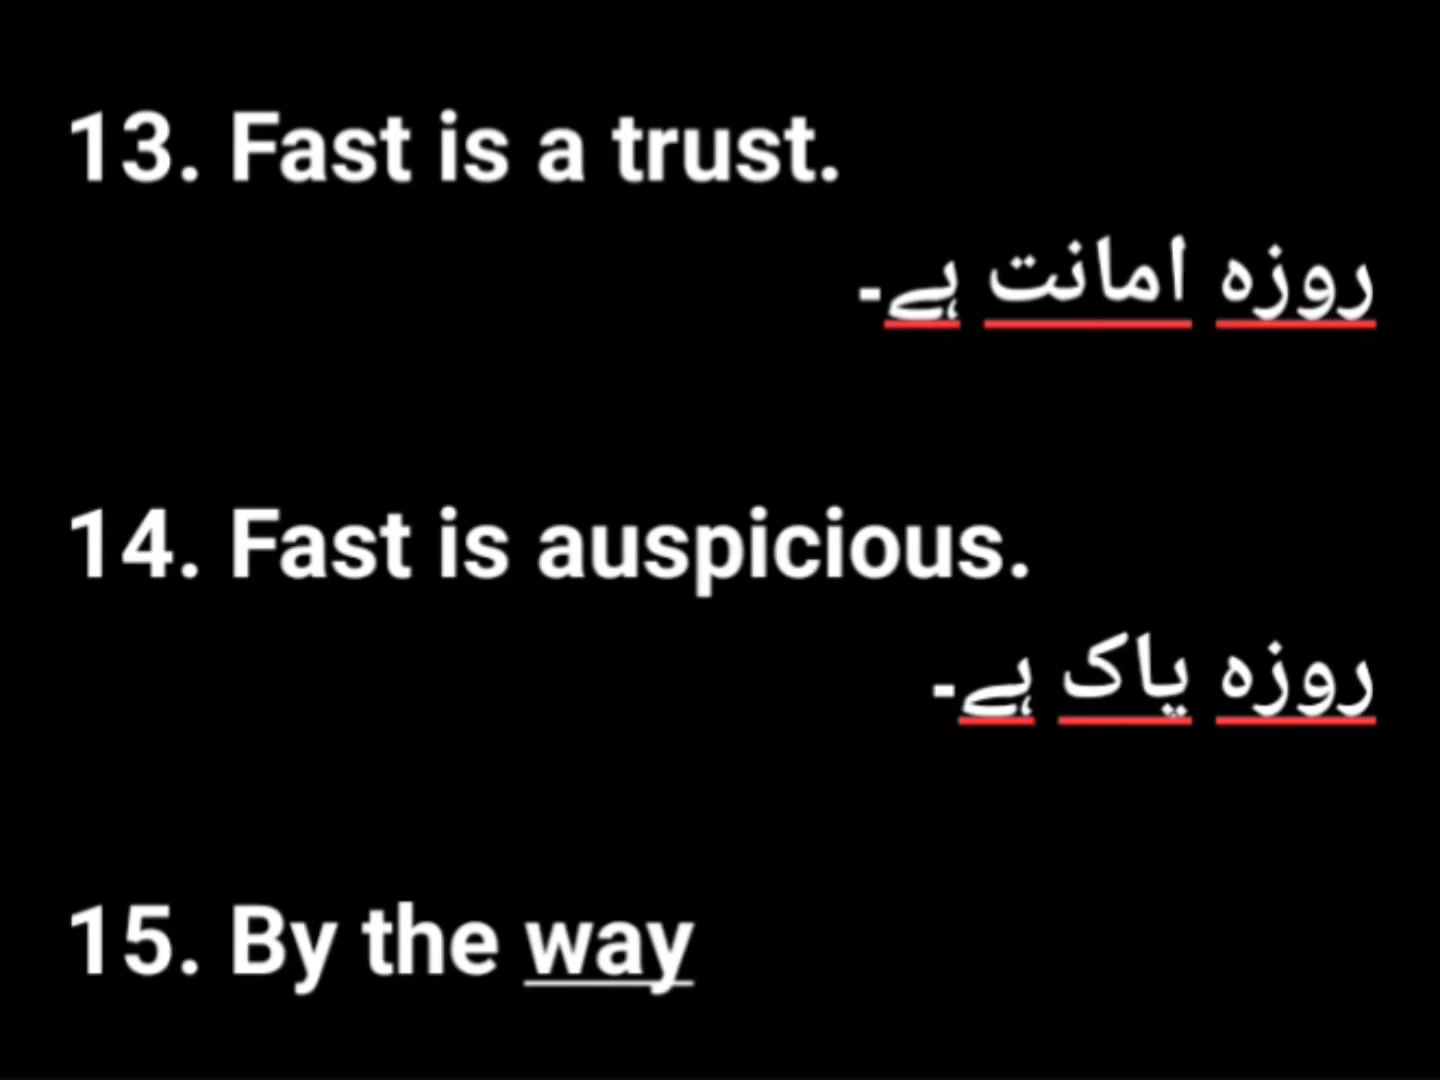 13. Fast is a trust.
روزہ امانت ہے۔
14. Fast is auspicious.
روزہ پاک ہے۔
15. By the way